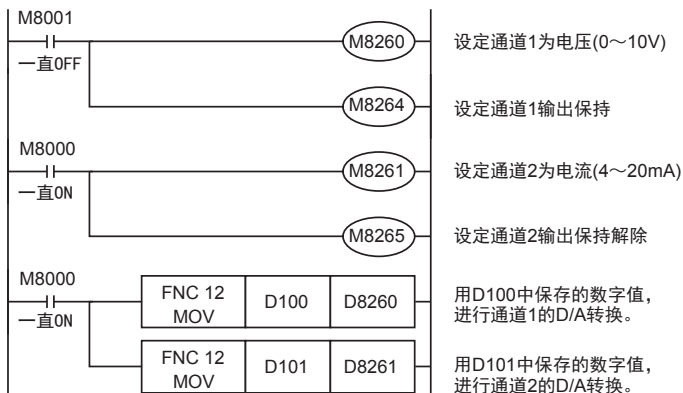 M8001
一直OFF
M8260
设定通道1为电压(0～10V)
M8264
设定通道1输出保持
M8000
一直ON
M8261
设定通道2为电流(4～20mA)
M8265
设定通道2输出保持解除
M8000
一直ON
FNC 12
MOV
D100
D8260
用D100中保存的数字值，
进行通道1的D/A转换。
FNC 12
MOV
D101
D8261
用D101中保存的数字值，
进行通道2的D/A转换。